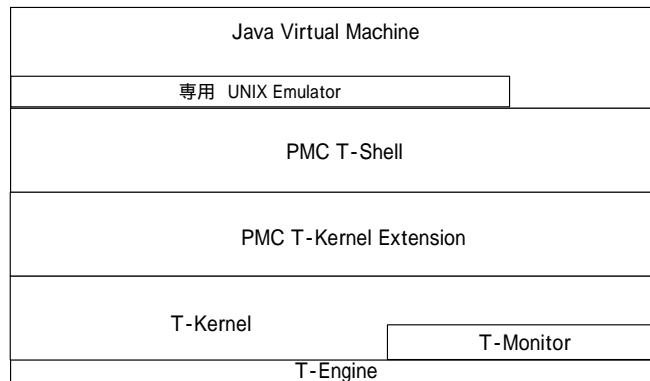 Java Virtual Machine
専用 UNIX Emulator
PMC T-Shell
PMC T-Kernel Extension
T-Kernel
T-Monitor
T-Engine